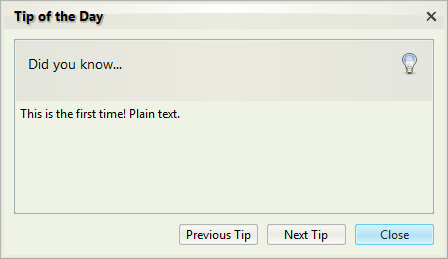 Tip of the Day
Did you know...
This is the first time! Plain text.
Previous Tip Next Tip Close